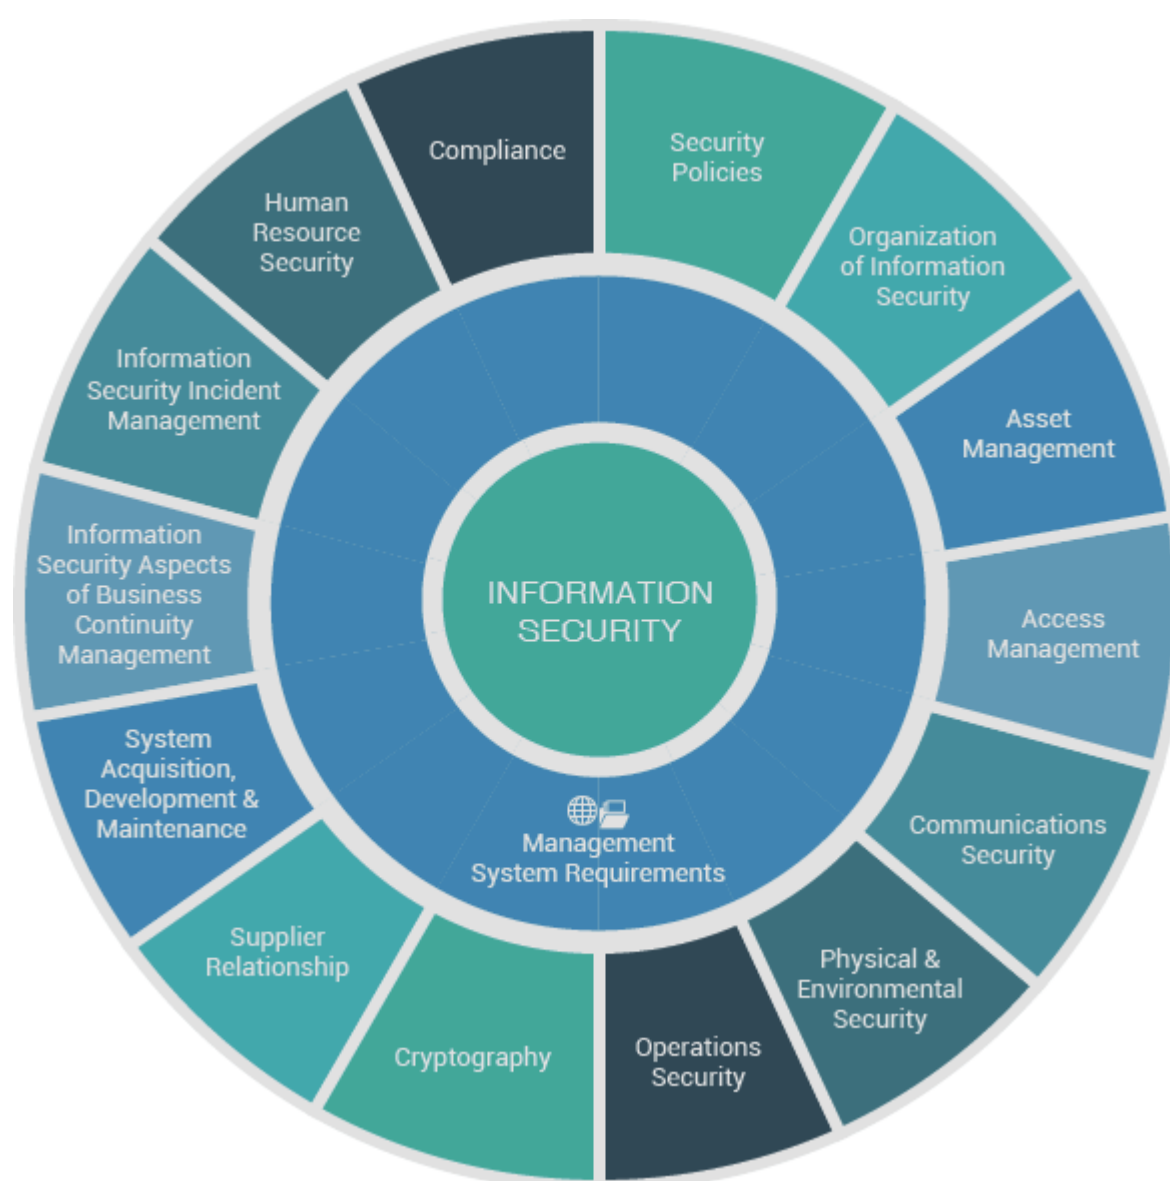 Compliance
Security
Policies
Organization
of Information
Security
Asset
Management
Access
Management
Communications
Security
Physical &
Environmental
Security
Operations
Security
Cryptography
Supplier
Relationship
System
Acquisition,
Development &
Maintenance
Information
Security Aspects
of Business
Continuity
Management
Information
Security Incident
Management
Human
Resource
Security
INFORMATION
SECURITY
Management
System Requirements